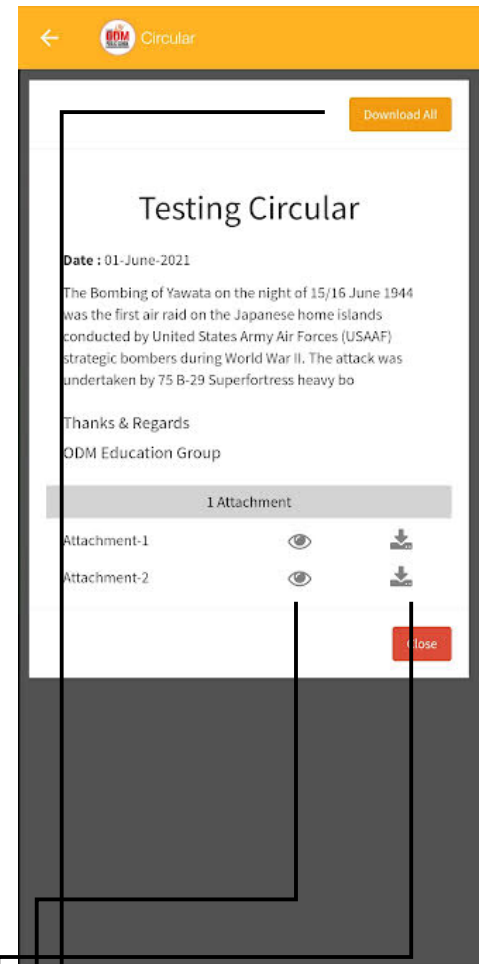 ODM
Circular
Download All
Testing Circular
Date : 01-June-2021
The Bombing of Yawata on the night of 15/16 June 1944
was the first air raid on the Japanese home islands
conducted by United States Army Air Forces (USAAF)
strategic bombers during World War II. The attack was
undertaken by 75 B-29 Superfortress heavy bo
Thanks & Regards
ODM Education Group
1 Attachment
Attachment-1
Attachment-2
Close